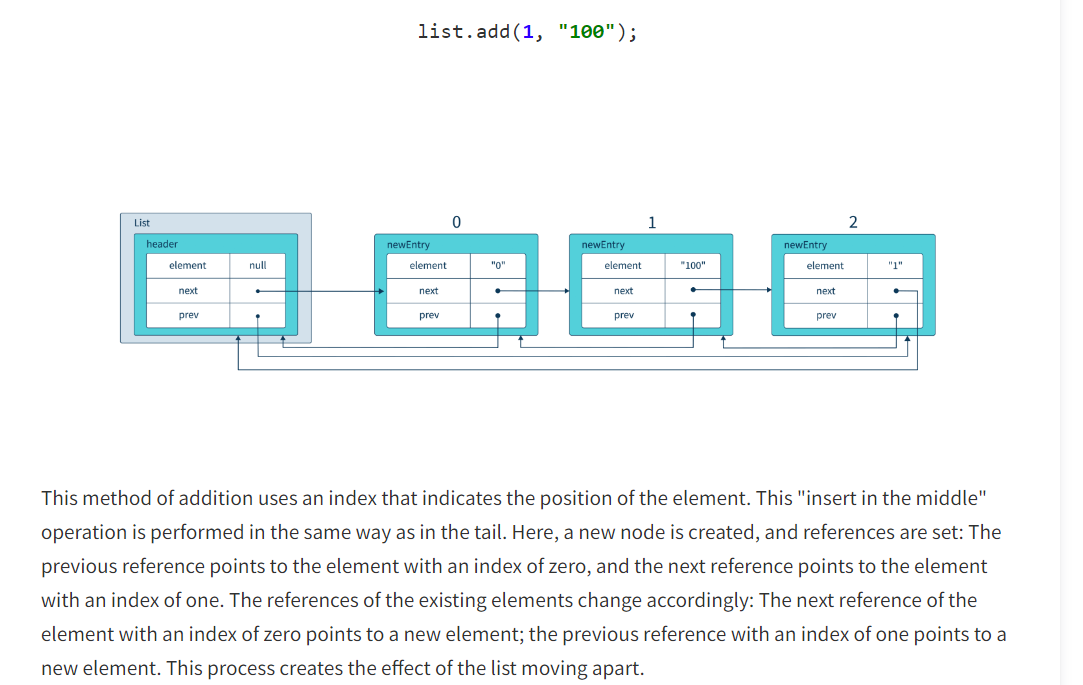 list.add(1, "100");
List
0
1
2
header
newEntry
newEntry
newEntry
element null
element "0"
element "100"
element "1"
next
next
next
next
prev
prev
prev
prev
This method of addition uses an index that indicates the position of the element. This "insert in the middle"
operation is performed in the same way as in the tail. Here, a new node is created, and references are set: The
previous reference points to the element with an index of zero, and the next reference points to the element
with an index of one. The references of the existing elements change accordingly: The next reference of the
element with an index of zero points to a new element; the previous reference with an index of one points to a
new element. This process creates the effect of the list moving apart.